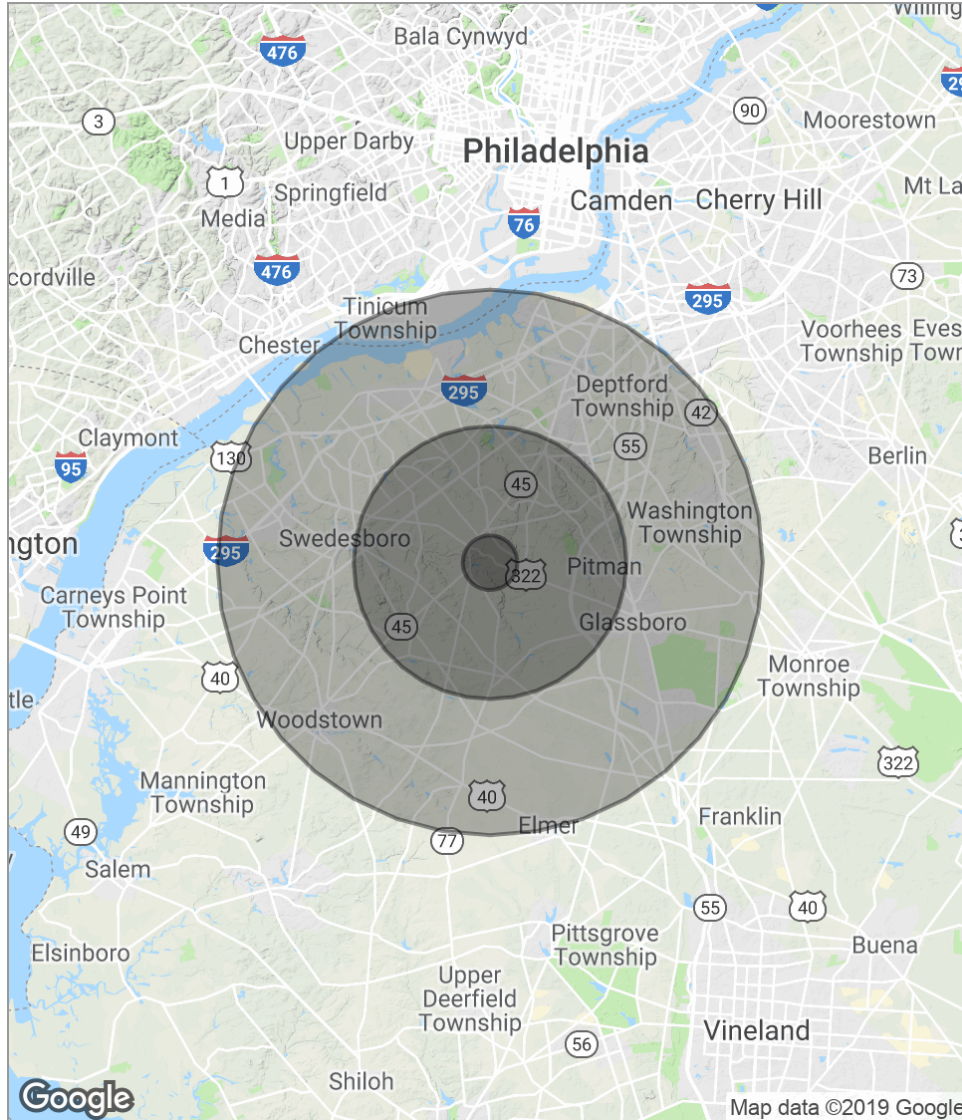 Willing
Bala Cynwyd
476
29
3
90
Moorestown
Upper Darby
Philadelphia
1
Springfield
Camden
Cherry Hill
Mt La
Media
76
476
cordville
73
295
Tinicum
Township
Voorhees
Township
Eves
Town
Chester
295
Deptford
Township
42
Claymont
130
55
Berlin
95
45
Washington
Township
ngton
295
Swedesboro
322
Pitman
Carneys Point
Township
45
Glassboro
Monroe
Township
40
tle
Woodstown
322
Mannington
Township
40
Elmer
Franklin
49
77
Salem
55
40
Pittsgrove
Township
Buena
Elsinboro
Upper
Deerfield
Township
Vineland
56
Shiloh
Google
Map data ©2019 Google